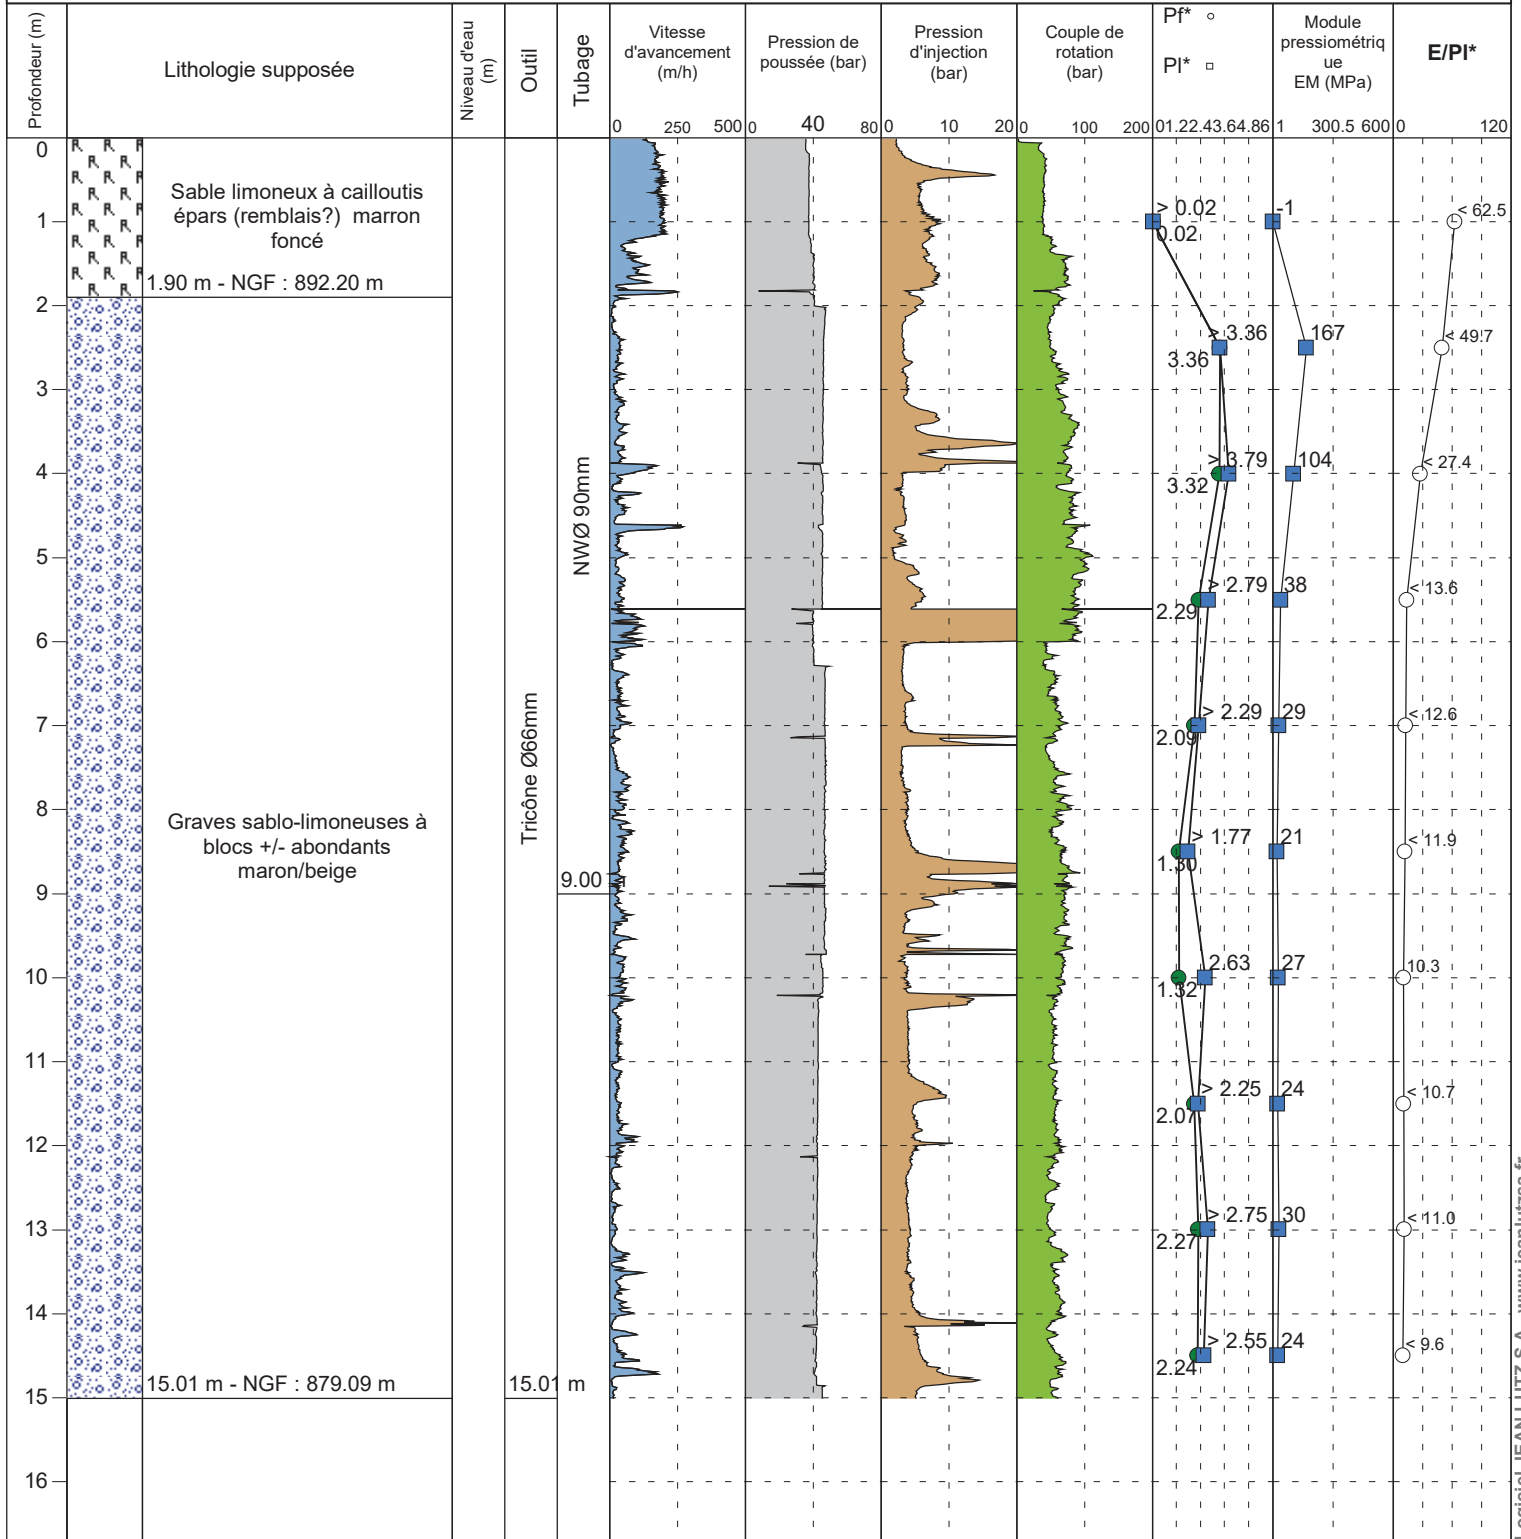 Profondeur (m)
Lithologie supposée
Niveau d'eau
(m)
Outil
Tubage
Vitesse
d'avancement
(m/h)
Pression de
poussée (bar)
Pression
d'injection
(bar)
Couple de
rotation
(bar)
Pf*
Pl*
Module
pressiométriq
ue
EM (MPa)
E/Pl*
0 250 500
0 40 80
0 10 20
0 100 200
01.22.43.64.86
1 300.5 600
0 120
0
1
2
3
4
5
6
7
8
9
10
11
12
13
14
15
16
Sable limoneux à cailloutis
épars (remblais?) marron
foncé
1.90 m - NGF : 892.20 m
Graves sablo-limoneuses à
blocs +/- abondants
maron/beige
15.01 m - NGF : 879.09 m
Tricône Ø66mm
15.01 m
NWØ 90mm
9.00
> 0.02
0.02
-1
< 62.5
> 3.36
3.36
167
< 49.7
> 3.79
3.32
104
< 27.4
> 2.79
2.29
38
< 13.6
> 2.29
2.09
29
< 12.6
> 1.77
1.30
21
< 11.9
2.63
1.32
27
10.3
> 2.25
2.07
24
< 10.7
> 2.75
2.27
30
< 11.0
> 2.55
2.24
24
< 9.6
Logiciel JEAN LUTZ S.A - www.jeanlutzsa.fr